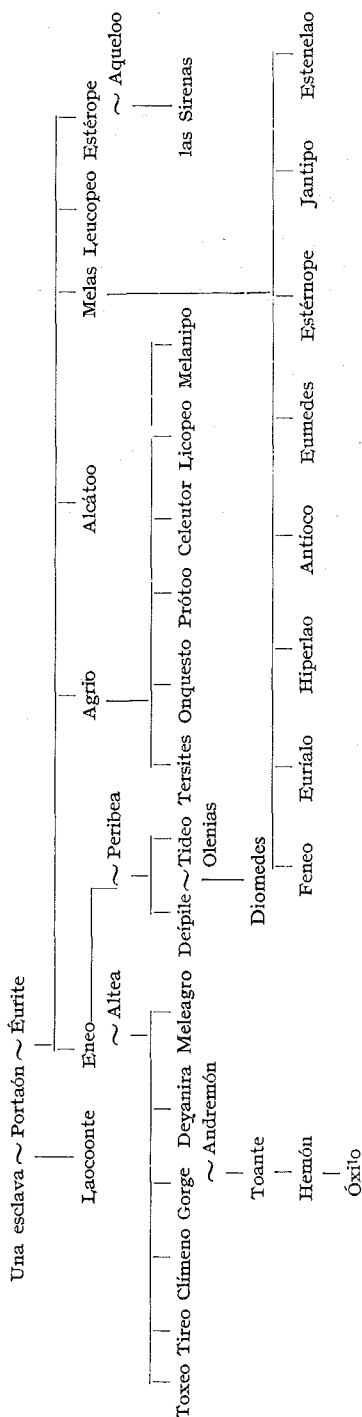 Una esclava ~ Portaón ~ Éurite
Laocoonte Eneo Agrio Alcátoo Melas Leucopeo Estérope
~ Altea ~ Peribea ~ Aqueloo
las Sirenas
Toxeo Tireo Clímeno Gorge Deyanira Meleagro Deípile ~ Tideo Tersites Onquesto Prótoo Celeutor Licopeo Melanipo
~ Andremón Olenias
Toante Diomedes
Hemón Feneo Euríalo Hiperlao Antíoco Eumedes Estérnope Jantipo Estenelao
Óxilo